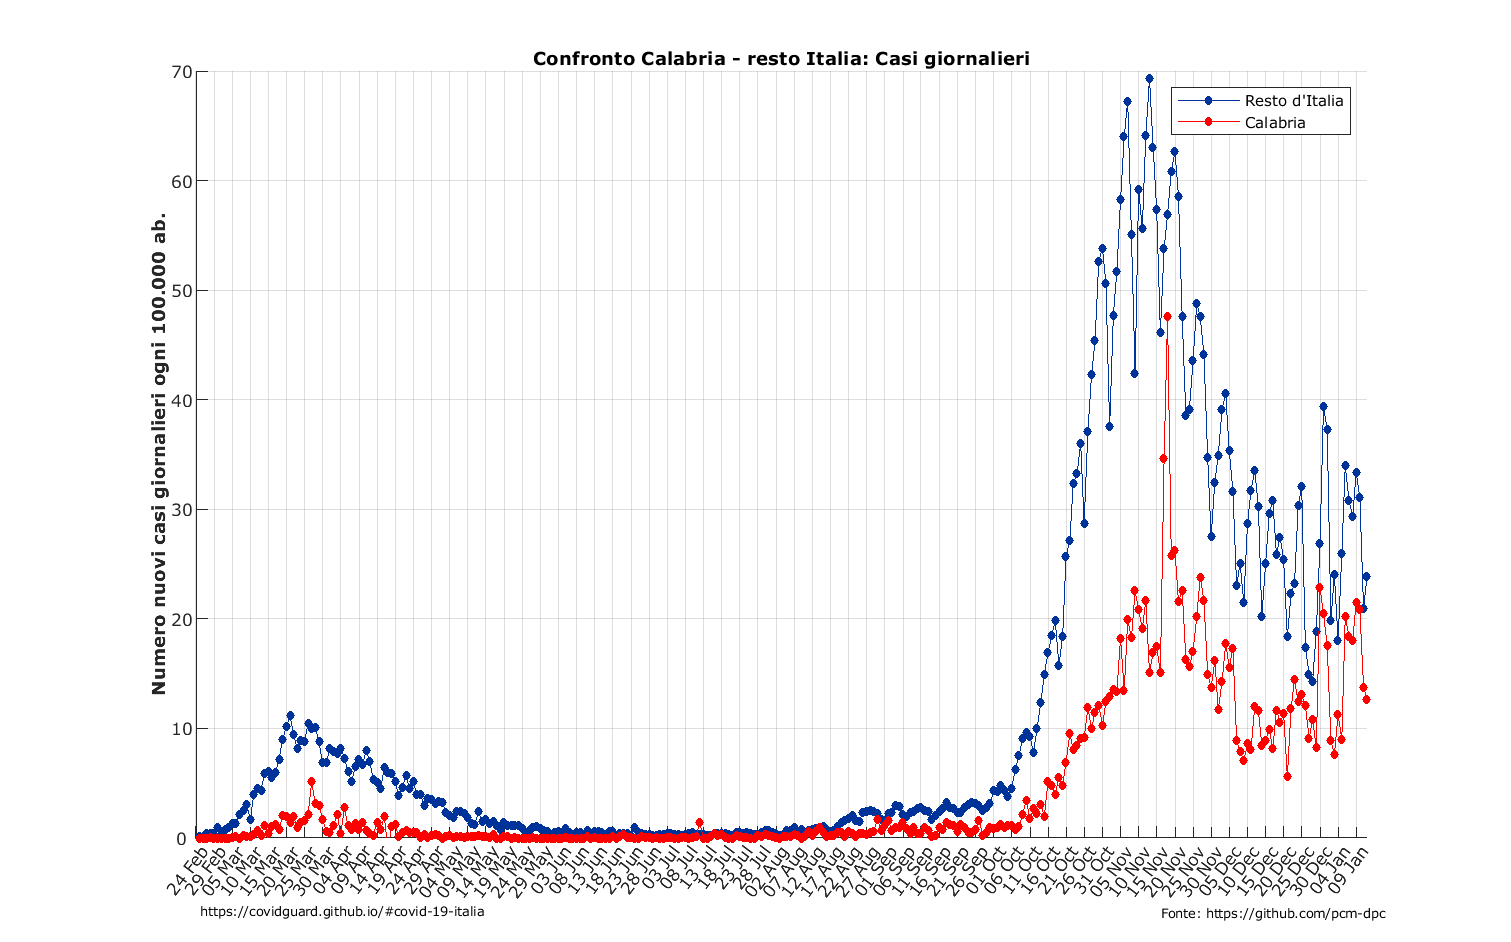 Confronto Calabria - resto Italia: Casi giornalieri
Resto d'Italia
Calabria
Numero nuovi casi giornalieri ogni 100.000 ab.
70
60
50
40
30
20
10
0
24 Feb
29 Feb
05 Mar
10 Mar
15 Mar
20 Mar
25 Mar
30 Mar
04 Apr
09 Apr
14 Apr
19 Apr
24 Apr
29 Apr
04 May
09 May
14 May
19 May
24 May
29 May
03 Jun
08 Jun
13 Jun
18 Jun
23 Jun
28 Jun
03 Jul
08 Jul
13 Jul
18 Jul
23 Jul
28 Jul
02 Aug
07 Aug
12 Aug
17 Aug
22 Aug
27 Aug
01 Sep
06 Sep
11 Sep
16 Sep
21 Sep
26 Sep
01 Oct
06 Oct
11 Oct
16 Oct
21 Oct
26 Oct
31 Oct
05 Nov
10 Nov
15 Nov
20 Nov
25 Nov
30 Nov
05 Dec
10 Dec
15 Dec
20 Dec
25 Dec
30 Dec
04 Jan
09 Jan
https://covidguard.github.io/#covid-19-italia
Fonte: https://github.com/pcm-dpc